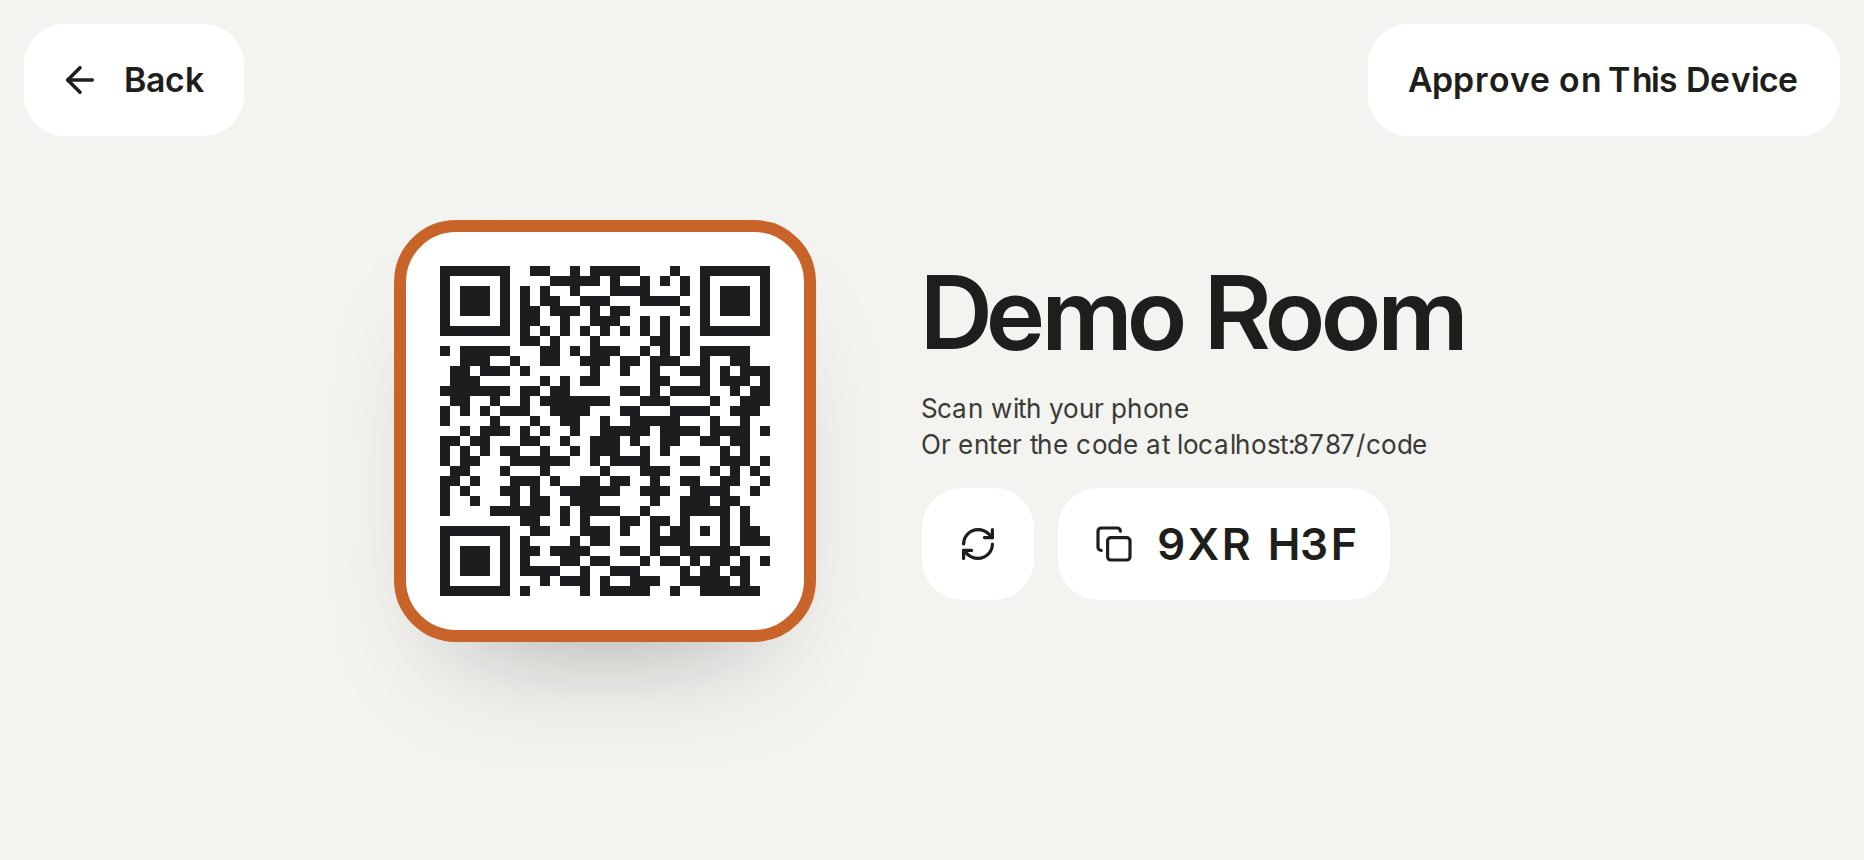 Back
Approve on This Device
Demo Room
Scan with your phone
Or enter the code at localhost:8787/code
9XR H3F